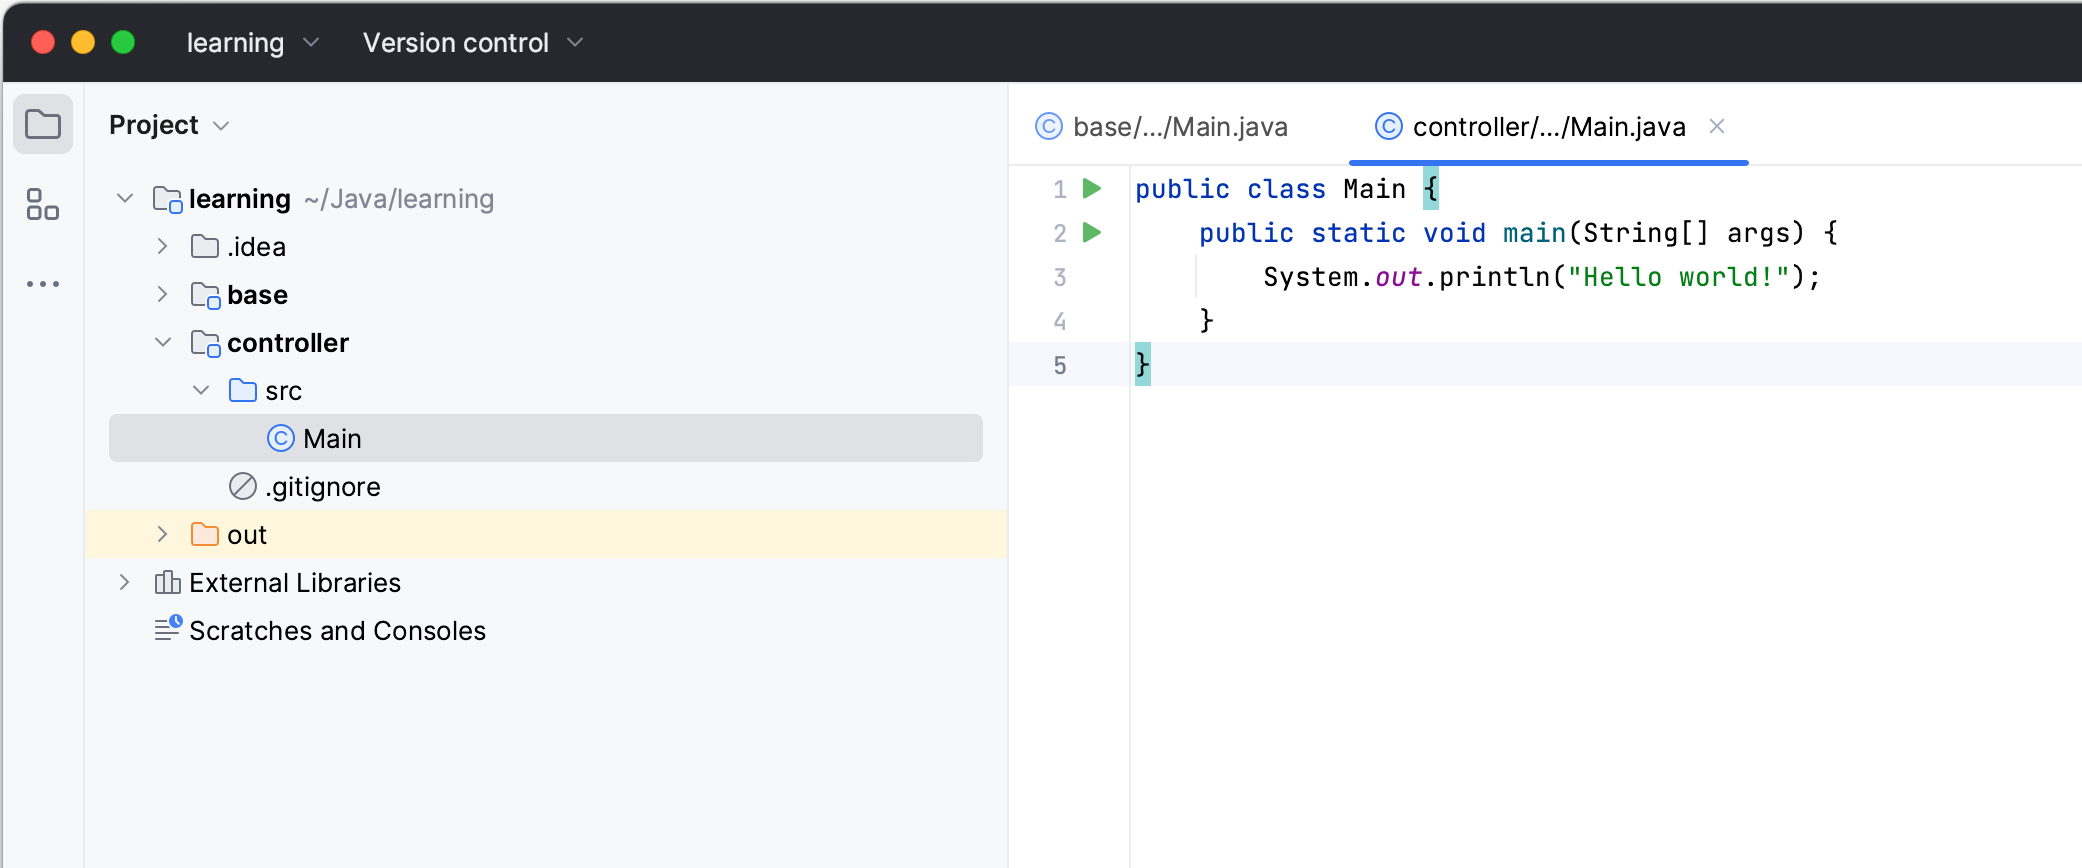 learning Version control
Project
learning ~/Java/learning
.idea
base
controller
src
Main
.gitignore
out
External Libraries
Scratches and Consoles
base/.../Main.java controller/.../Main.java
1 public class Main {
2 public static void main(String[] args) {
3 System.out.println("Hello world!");
4 }
5 }